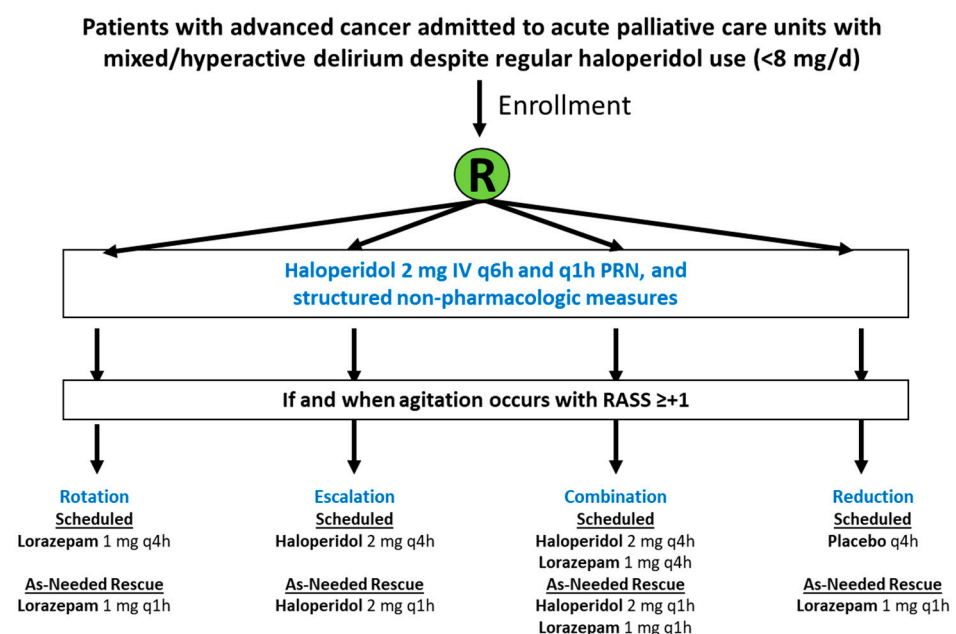 Patients with advanced cancer admitted to acute palliative care units with
mixed/hyperactive delirium despite regular haloperidol use (<8 mg/d)
Enrollment
R
Haloperidol 2 mg IV q6h and q1h PRN, and
structured non-pharmacologic measures
If and when agitation occurs with RASS ≥+1
Rotation
Scheduled
Lorazepam 1 mg q4h
As-Needed Rescue
Lorazepam 1 mg q1h
Escalation
Scheduled
Haloperidol 2 mg q4h
As-Needed Rescue
Haloperidol 2 mg q1h
Combination
Scheduled
Haloperidol 2 mg q4h
Lorazepam 1 mg q4h
As-Needed Rescue
Haloperidol 2 mg q1h
Lorazepam 1 mg q1h
Reduction
Scheduled
Placebo q4h
As-Needed Rescue
Lorazepam 1 mg q1h